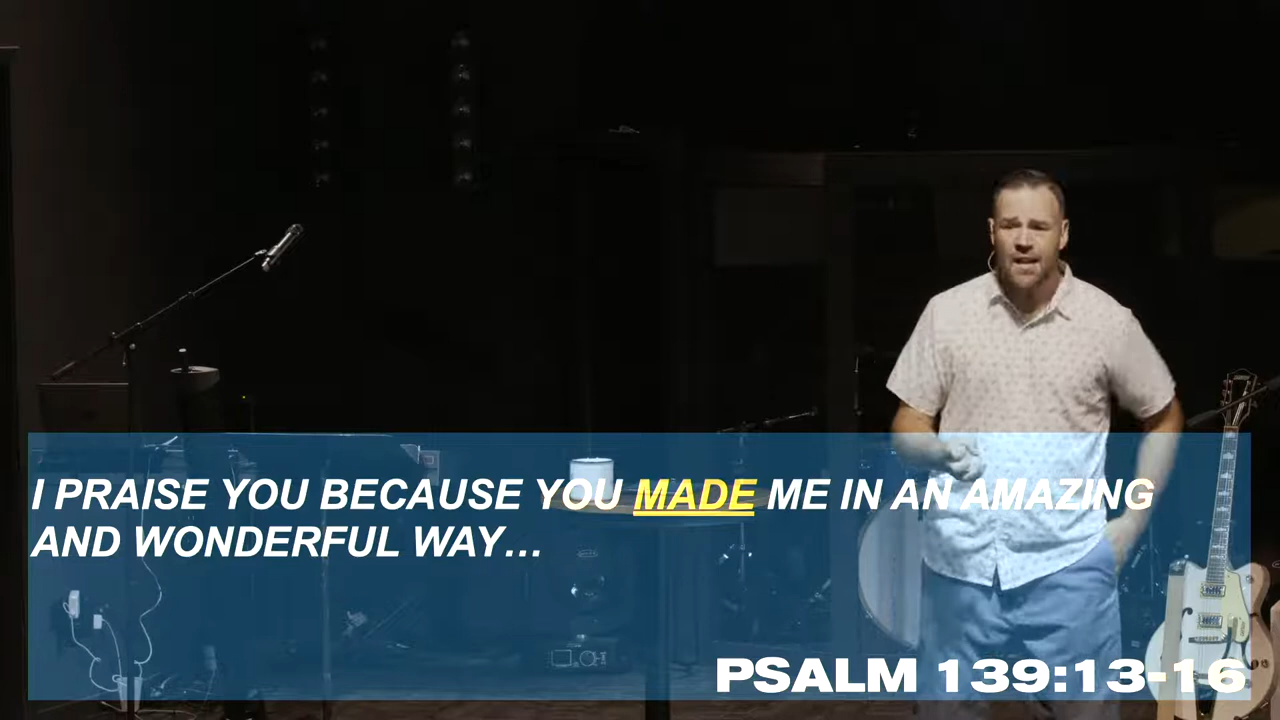 I PRAISE YOU BECAUSE YOU MADE ME IN AN AMAZING
AND WONDERFUL WAY…
PSALM 139:13-16